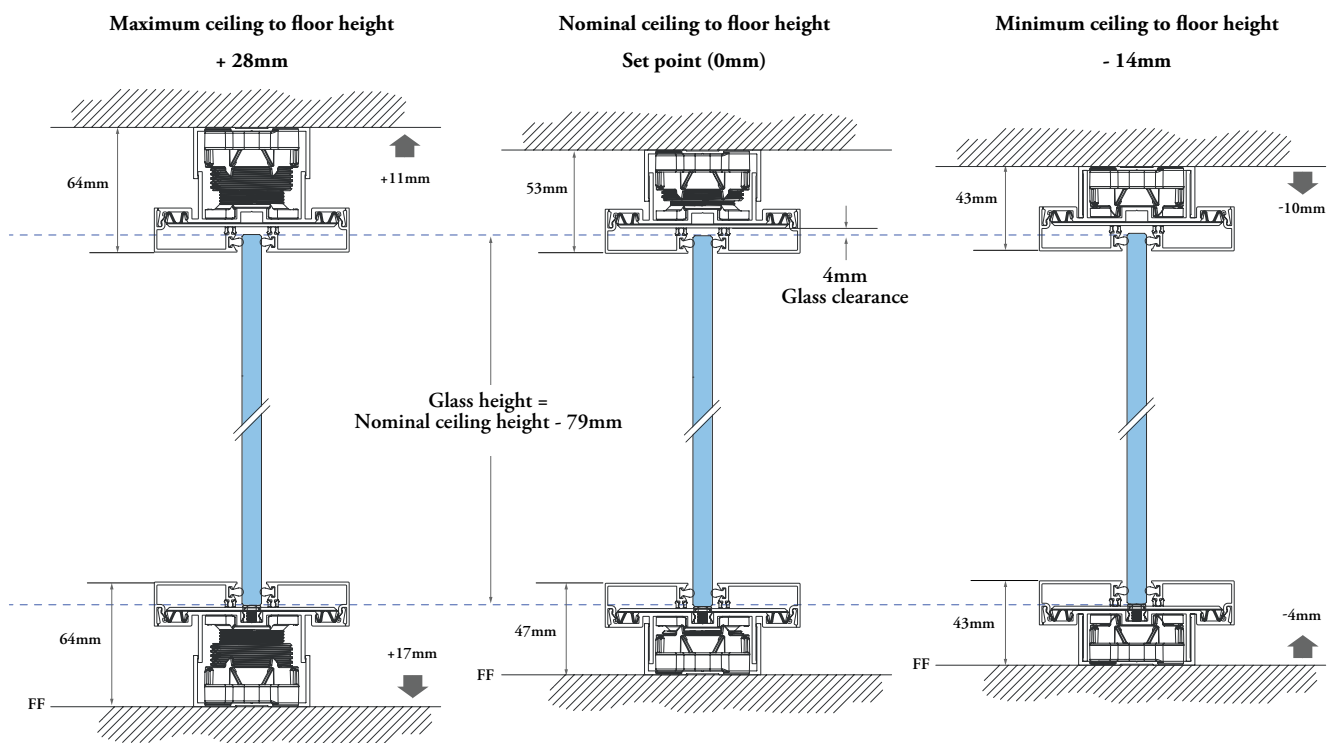 Maximum ceiling to floor height
+ 28mm
Nominal ceiling to floor height
Set point (0mm)
Minimum ceiling to floor height
- 14mm
64mm
+11mm
53mm
43mm
-10mm
4mm
Glass clearance
Glass height =
Nominal ceiling height - 79mm
64mm
+17mm
FF
47mm
FF
43mm
-4mm
FF